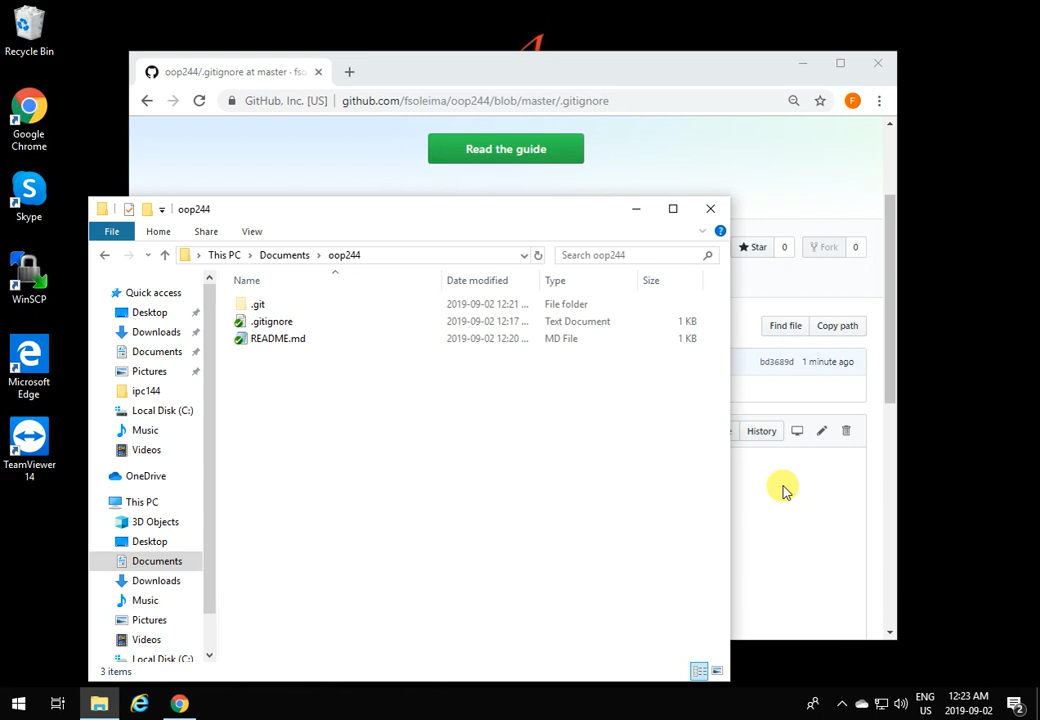 Recycle Bin
Google
Chrome
Skype
WinSCP
Microsoft
Edge
TeamViewer
14
oop244/.gitignore at master · fso
GitHub, Inc. [US]
github.com/fsoleima/oop244/blob/master/.gitignore
F
Read the guide
Star 0
Fork 0
Find file
Copy path
bd3689d 1 minute ago
History
oop244
File
Home
Share
View
This PC
Documents
oop244
Search oop244
Name
Date modified
Type
Size
.git
2019-09-02 12:21 ...
File folder
.gitignore
2019-09-02 12:17 ...
Text Document
1 KB
README.md
2019-09-02 12:20 ...
MD File
1 KB
Quick access
Desktop
Downloads
Documents
Pictures
ipc144
Local Disk (C:)
Music
Videos
OneDrive
This PC
3D Objects
Desktop
Documents
Downloads
Music
Pictures
Videos
Local Disk (C:)
3 items
ENG
US
12:23 AM
2019-09-02
2